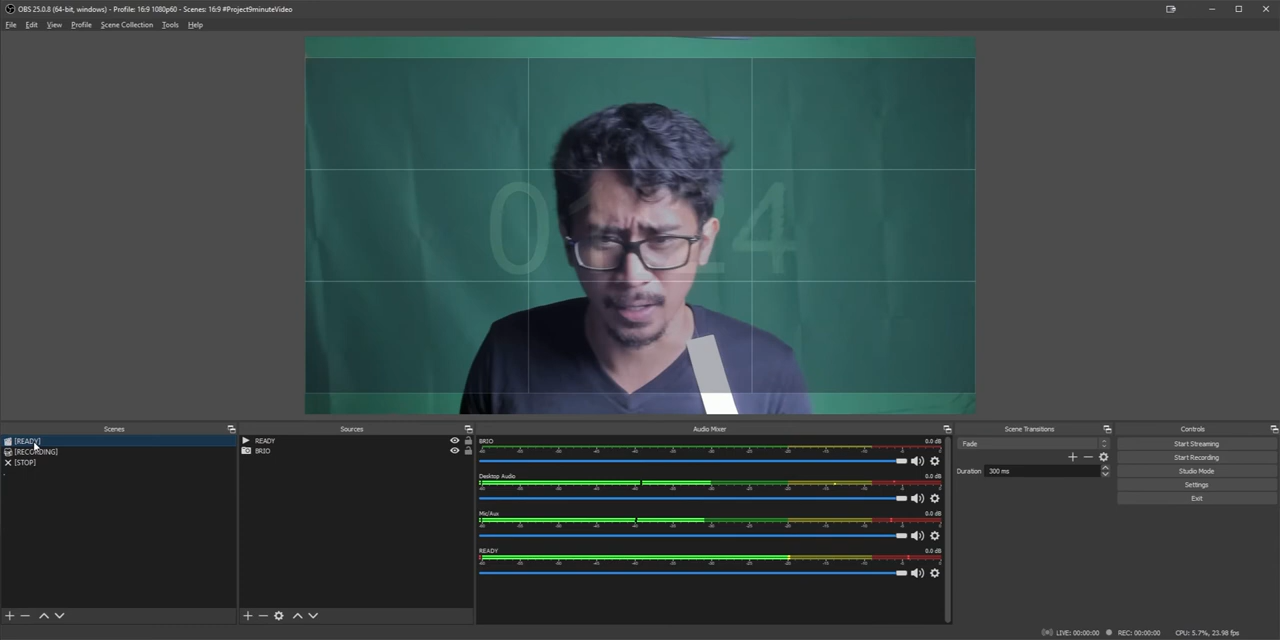 OBS 25.0.8 (64-bit, windows) - Profile: 16:9 1080p60 - Scenes: 16:9 #Project9minuteVideo
File Edit View Profile Scene Collection Tools Help
Scenes
[READY]
[RECORDING]
[STOP]
Sources
READY
BRIO
Audio Mixer
BRIO 0.0 dB
Desktop Audio 0.0 dB
Mic/Aux 0.0 dB
READY 0.0 dB
Scene Transitions
Fade
Duration 300 ms
Controls
Start Streaming
Start Recording
Studio Mode
Settings
Exit
LIVE: 00:00:00 REC: 00:00:00 CPU: 5.7%, 23.98 fps